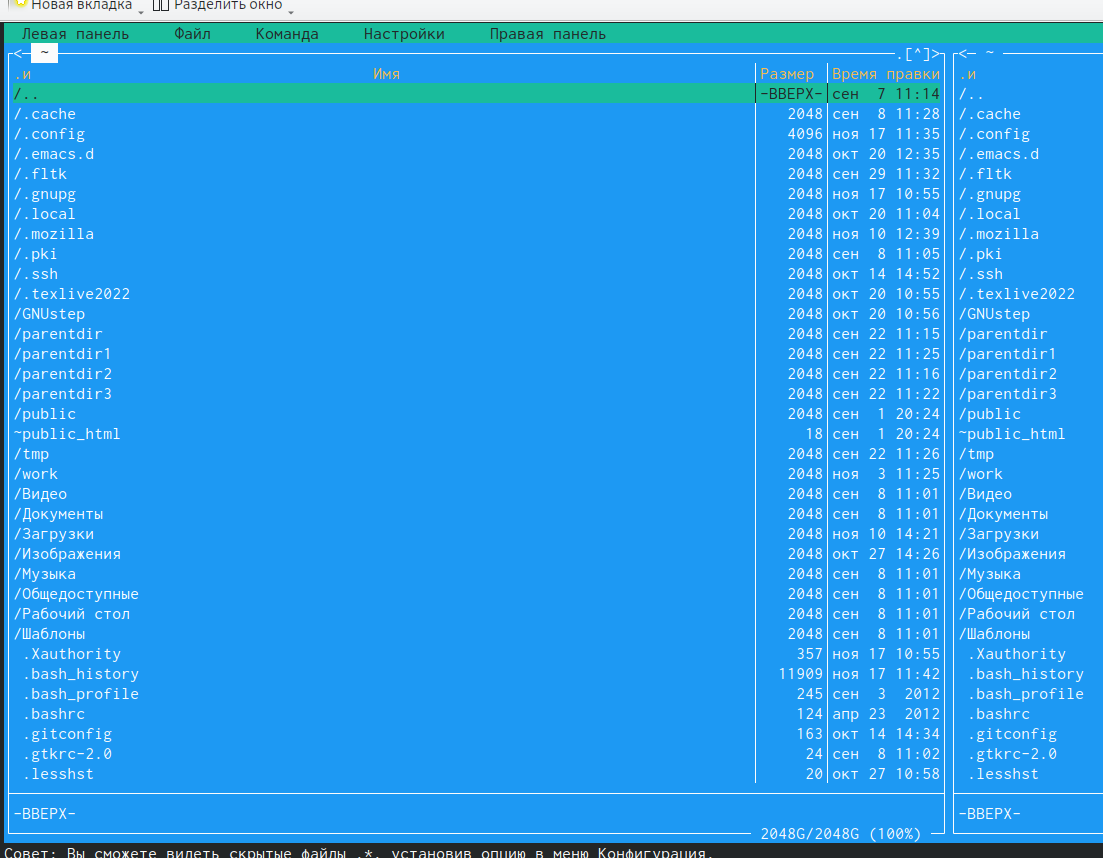 Новая вкладка Разделить окно
Левая панель Файл Команда Настройки Правая панель
<─ ~ .[^]> <─ ~
.и Имя Размер Время правки .и
/.. -ВВЕРХ- сен 7 11:14 /..
/.cache 2048 сен 8 11:28 /.cache
/.config 4096 ноя 17 11:35 /.config
/.emacs.d 2048 окт 20 12:35 /.emacs.d
/.fltk 2048 сен 29 11:32 /.fltk
/.gnupg 2048 ноя 17 10:55 /.gnupg
/.local 2048 окт 20 11:04 /.local
/.mozilla 2048 ноя 10 12:39 /.mozilla
/.pki 2048 сен 8 11:05 /.pki
/.ssh 2048 окт 14 14:52 /.ssh
/.texlive2022 2048 окт 20 10:55 /.texlive2022
/GNUstep 2048 окт 20 10:56 /GNUstep
/parentdir 2048 сен 22 11:15 /parentdir
/parentdir1 2048 сен 22 11:25 /parentdir1
/parentdir2 2048 сен 22 11:16 /parentdir2
/parentdir3 2048 сен 22 11:22 /parentdir3
/public 2048 сен 1 20:24 /public
~public_html 18 сен 1 20:24 ~public_html
/tmp 2048 сен 22 11:26 /tmp
/work 2048 ноя 3 11:25 /work
/Видео 2048 сен 8 11:01 /Видео
/Документы 2048 сен 8 11:01 /Документы
/Загрузки 2048 ноя 10 14:21 /Загрузки
/Изображения 2048 окт 27 14:26 /Изображения
/Музыка 2048 сен 8 11:01 /Музыка
/Общедоступные 2048 сен 8 11:01 /Общедоступные
/Рабочий стол 2048 сен 8 11:01 /Рабочий стол
/Шаблоны 2048 сен 8 11:01 /Шаблоны
.Xauthority 357 ноя 17 10:55 .Xauthority
.bash_history 11909 ноя 17 11:42 .bash_history
.bash_profile 245 сен 3 2012 .bash_profile
.bashrc 124 апр 23 2012 .bashrc
.gitconfig 163 окт 14 14:34 .gitconfig
.gtkrc-2.0 24 сен 8 11:02 .gtkrc-2.0
.lesshst 20 окт 27 10:58 .lesshst
-ВВЕРХ- -ВВЕРХ-
2048G/2048G (100%)
Совет: Вы сможете видеть скрытые файлы .*, установив опцию в меню Конфигурация.